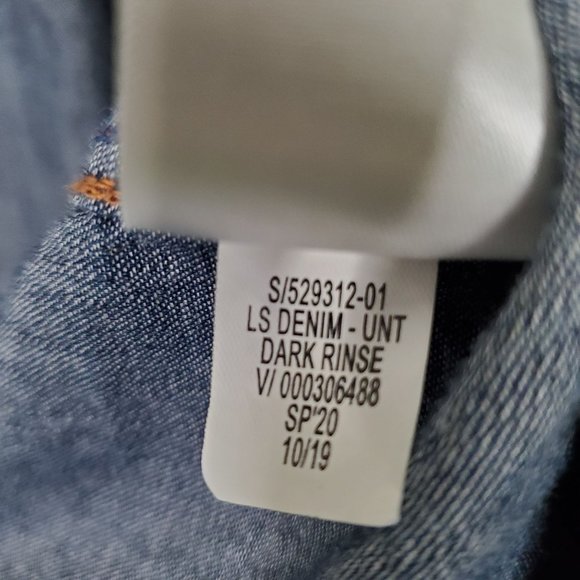 S/529312-01
LS DENIM - UNT
DARK RINSE
V/ 000306488
SP'20
10/19